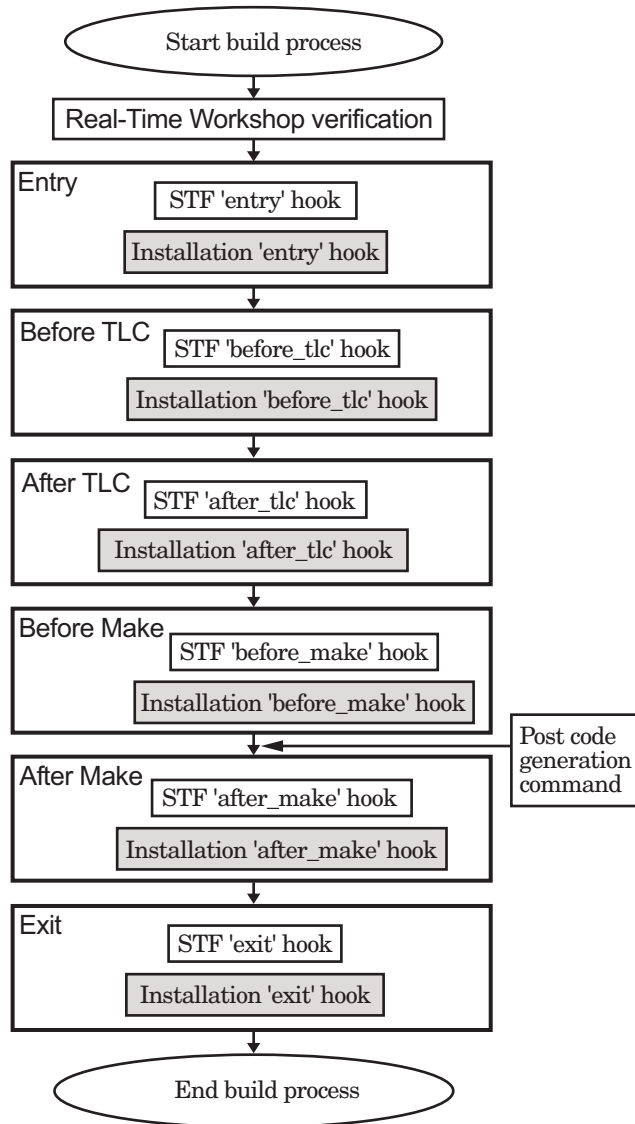 Start build process
Real-Time Workshop verification
Entry
STF 'entry' hook
Installation 'entry' hook
Before TLC
STF 'before_tlc' hook
Installation 'before_tlc' hook
After TLC
STF 'after_tlc' hook
Installation 'after_tlc' hook
Before Make
STF 'before_make' hook
Installation 'before_make' hook
Post code
generation
command
After Make
STF 'after_make' hook
Installation 'after_make' hook
Exit
STF 'exit' hook
Installation 'exit' hook
End build process